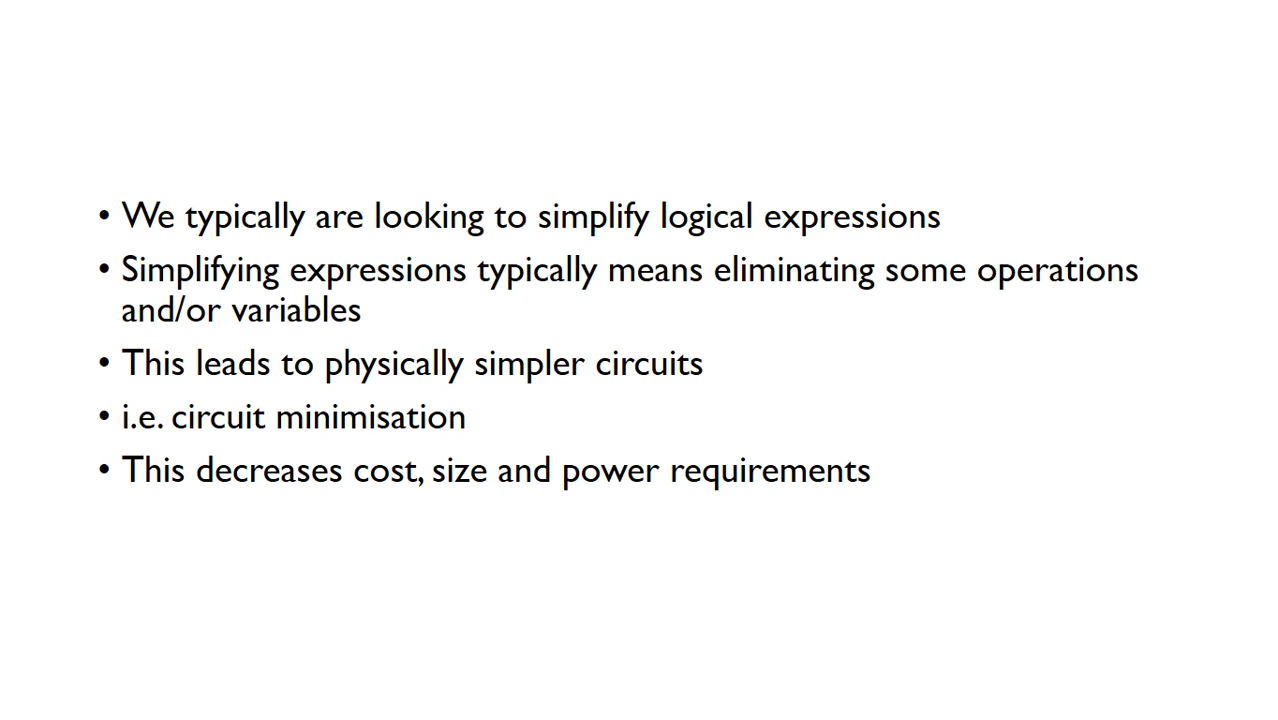 • We typically are looking to simplify logical expressions
• Simplifying expressions typically means eliminating some operations
and/or variables
• This leads to physically simpler circuits
• i.e. circuit minimisation
• This decreases cost, size and power requirements